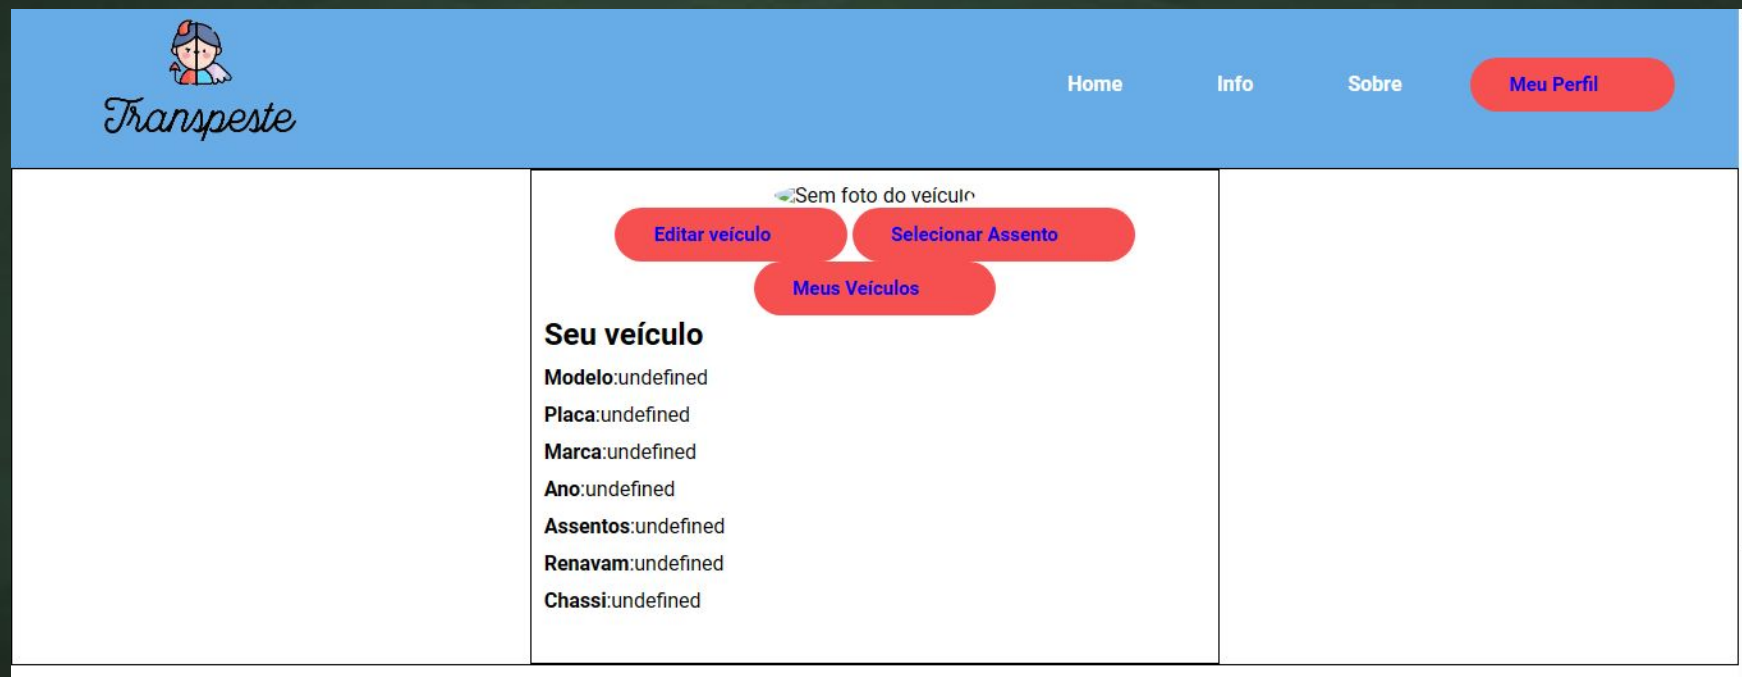 Transpeste
Home Info Sobre Meu Perfil
Sem foto do veículo
Editar veículo Selecionar Assento
Meus Veículos
Seu veículo
Modelo:undefined
Placa:undefined
Marca:undefined
Ano:undefined
Assentos:undefined
Renavam:undefined
Chassi:undefined